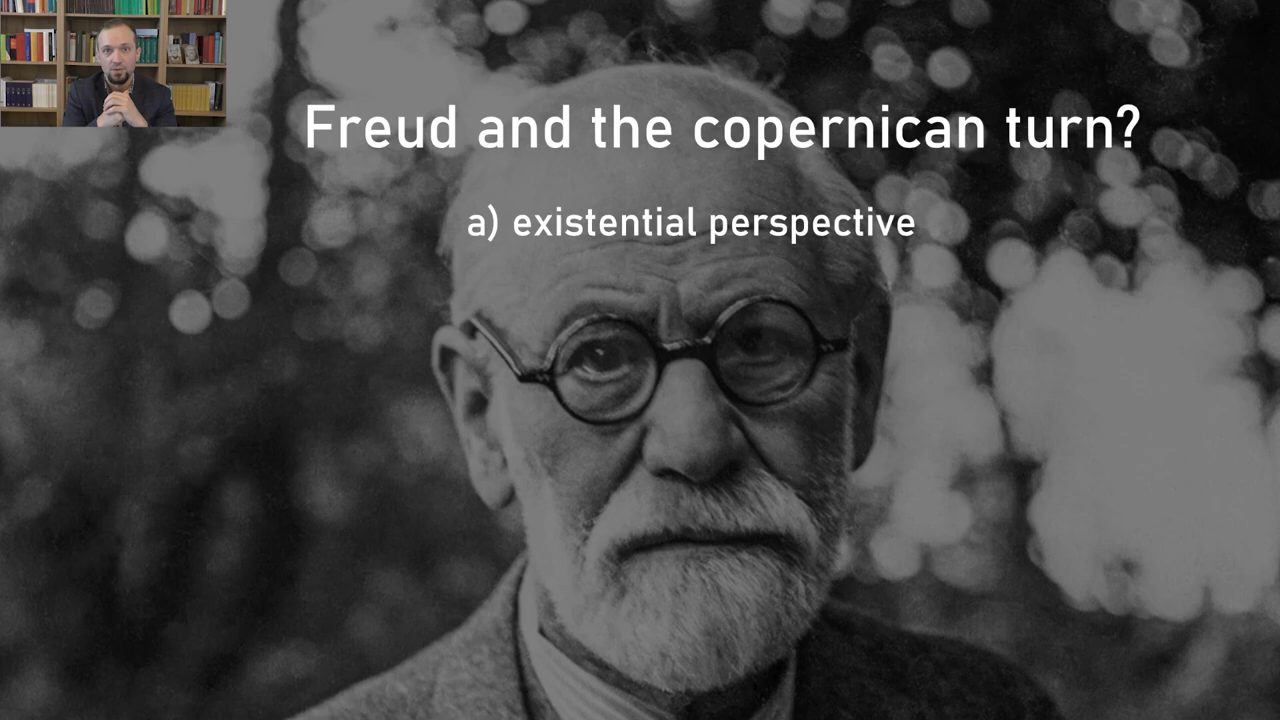 Freud and the copernican turn?
a) existential perspective